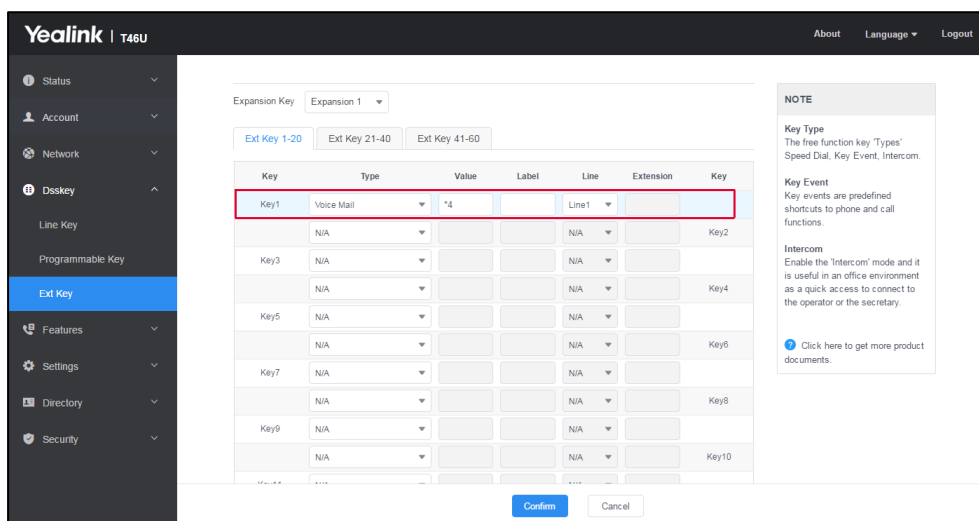 Yealink | T46U
About Language Logout
Status
Account
Network
Dsskey
Line Key
Programmable Key
Ext Key
Features
Settings
Directory
Security
Expansion Key Expansion 1
Ext Key 1-20 Ext Key 21-40 Ext Key 41-60
Key Type Value Label Line Extension Key
Key1 Voice Mail *4 Line1
N/A N/A Key2
Key3 N/A N/A
N/A N/A Key4
Key5 N/A N/A
N/A N/A Key6
Key7 N/A N/A
N/A N/A Key8
Key9 N/A N/A
N/A N/A Key10
Confirm Cancel
NOTE
Key Type
The free function key 'Types'
Speed Dial, Key Event, Intercom.
Key Event
Key events are predefined
shortcuts to phone and call
functions.
Intercom
Enable the 'Intercom' mode and it
is useful in an office environment
as a quick access to connect to
the operator or the secretary.
Click here to get more product
documents.